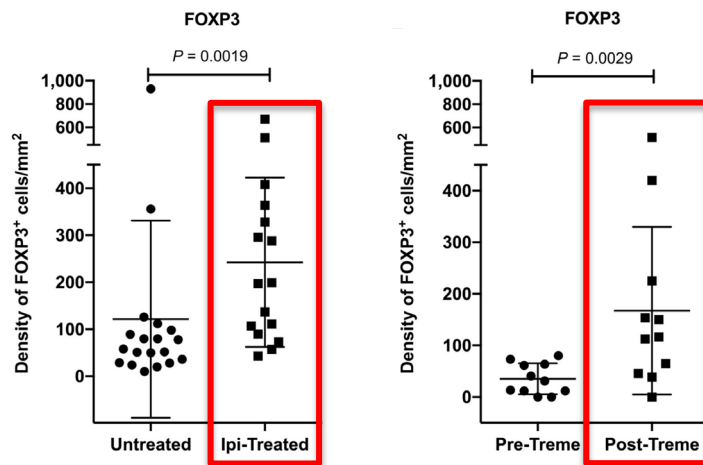 FOXP3
P = 0.0019
1,000
800
600
400
300
200
100
0
Density of FOXP3+ cells/mm²
Untreated
Ipi-Treated
FOXP3
P = 0.0029
1,000
800
600
400
300
200
100
0
Density of FOXP3+ cells/mm²
Pre-Treme
Post-Treme